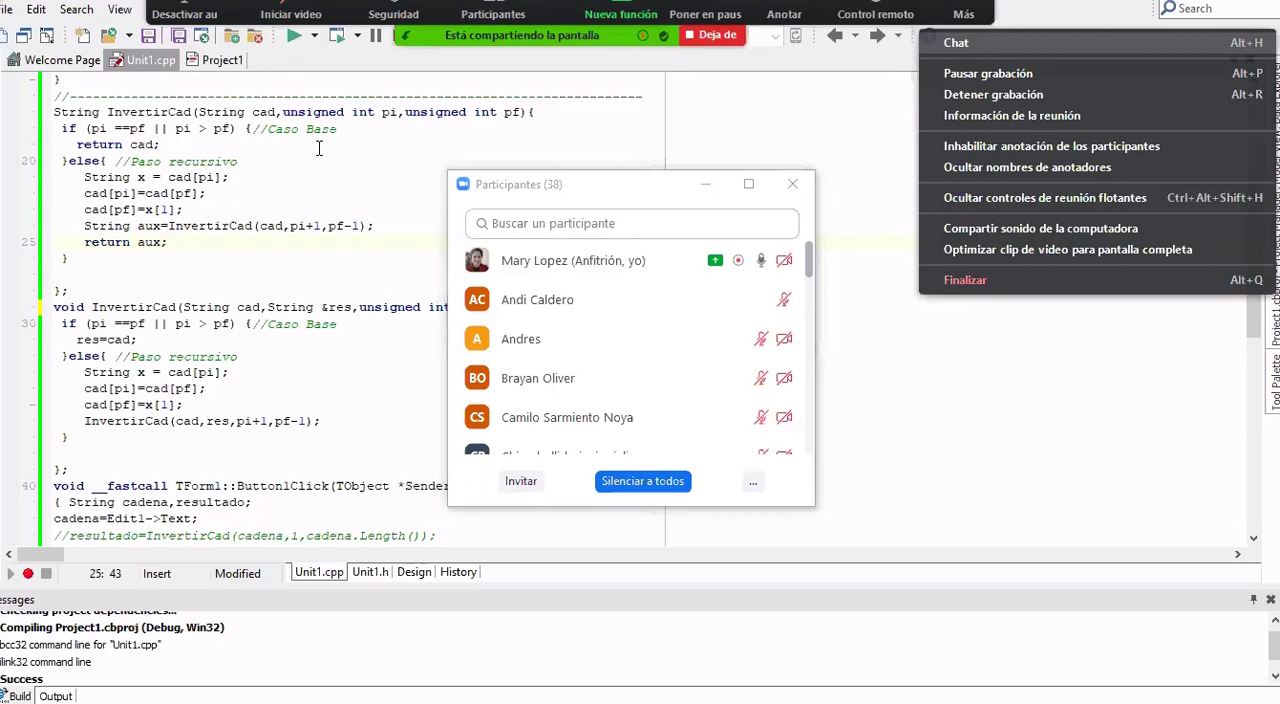 File Edit Search View
Desactivar au Iniciar video Seguridad Participantes Nueva función Poner en paus Anotar Control remoto Más
Search
Está compartiendo la pantalla Deja de
Welcome Page Unit1.cpp Project1
}
//------------------------------------------------------------------
String InvertirCad(String cad,unsigned int pi,unsigned int pf){
if (pi ==pf || pi > pf) {//Caso Base
return cad;
20 }else{ //Paso recursivo
String x = cad[pi];
cad[pi]=cad[pf];
cad[pf]=x[1];
String aux=InvertirCad(cad,pi+1,pf-1);
25 return aux;
}
};
void InvertirCad(String cad,String &res,unsigned int
30 if (pi ==pf || pi > pf) {//Caso Base
res=cad;
}else{ //Paso recursivo
String x = cad[pi];
cad[pi]=cad[pf];
cad[pf]=x[1];
InvertirCad(cad,res,pi+1,pf-1);
}
};
40 void __fastcall TForm1::Button1Click(TObject *Sender
{ String cadena,resultado;
cadena=Edit1->Text;
//resultado=InvertirCad(cadena,1,cadena.Length());
Participantes (38)
Buscar un participante
Mary Lopez (Anfitrión, yo)
AC Andi Caldero
A Andres
BO Brayan Oliver
CS Camilo Sarmiento Noya
Invitar Silenciar a todos ...
Chat Alt+H
Pausar grabación Alt+P
Detener grabación Alt+R
Información de la reunión
Inhabilitar anotación de los participantes
Ocultar nombres de anotadores
Ocultar controles de reunión flotantes Ctrl+Alt+Shift+H
Compartir sonido de la computadora
Optimizar clip de video para pantalla completa
Finalizar Alt+Q
Tool Palette
25: 43 Insert Modified Unit1.cpp Unit1.h Design History
essages
Checking project dependencies...
Compiling Project1.cbproj (Debug, Win32)
bcc32 command line for "Unit1.cpp"
ilink32 command line
Success
Build Output